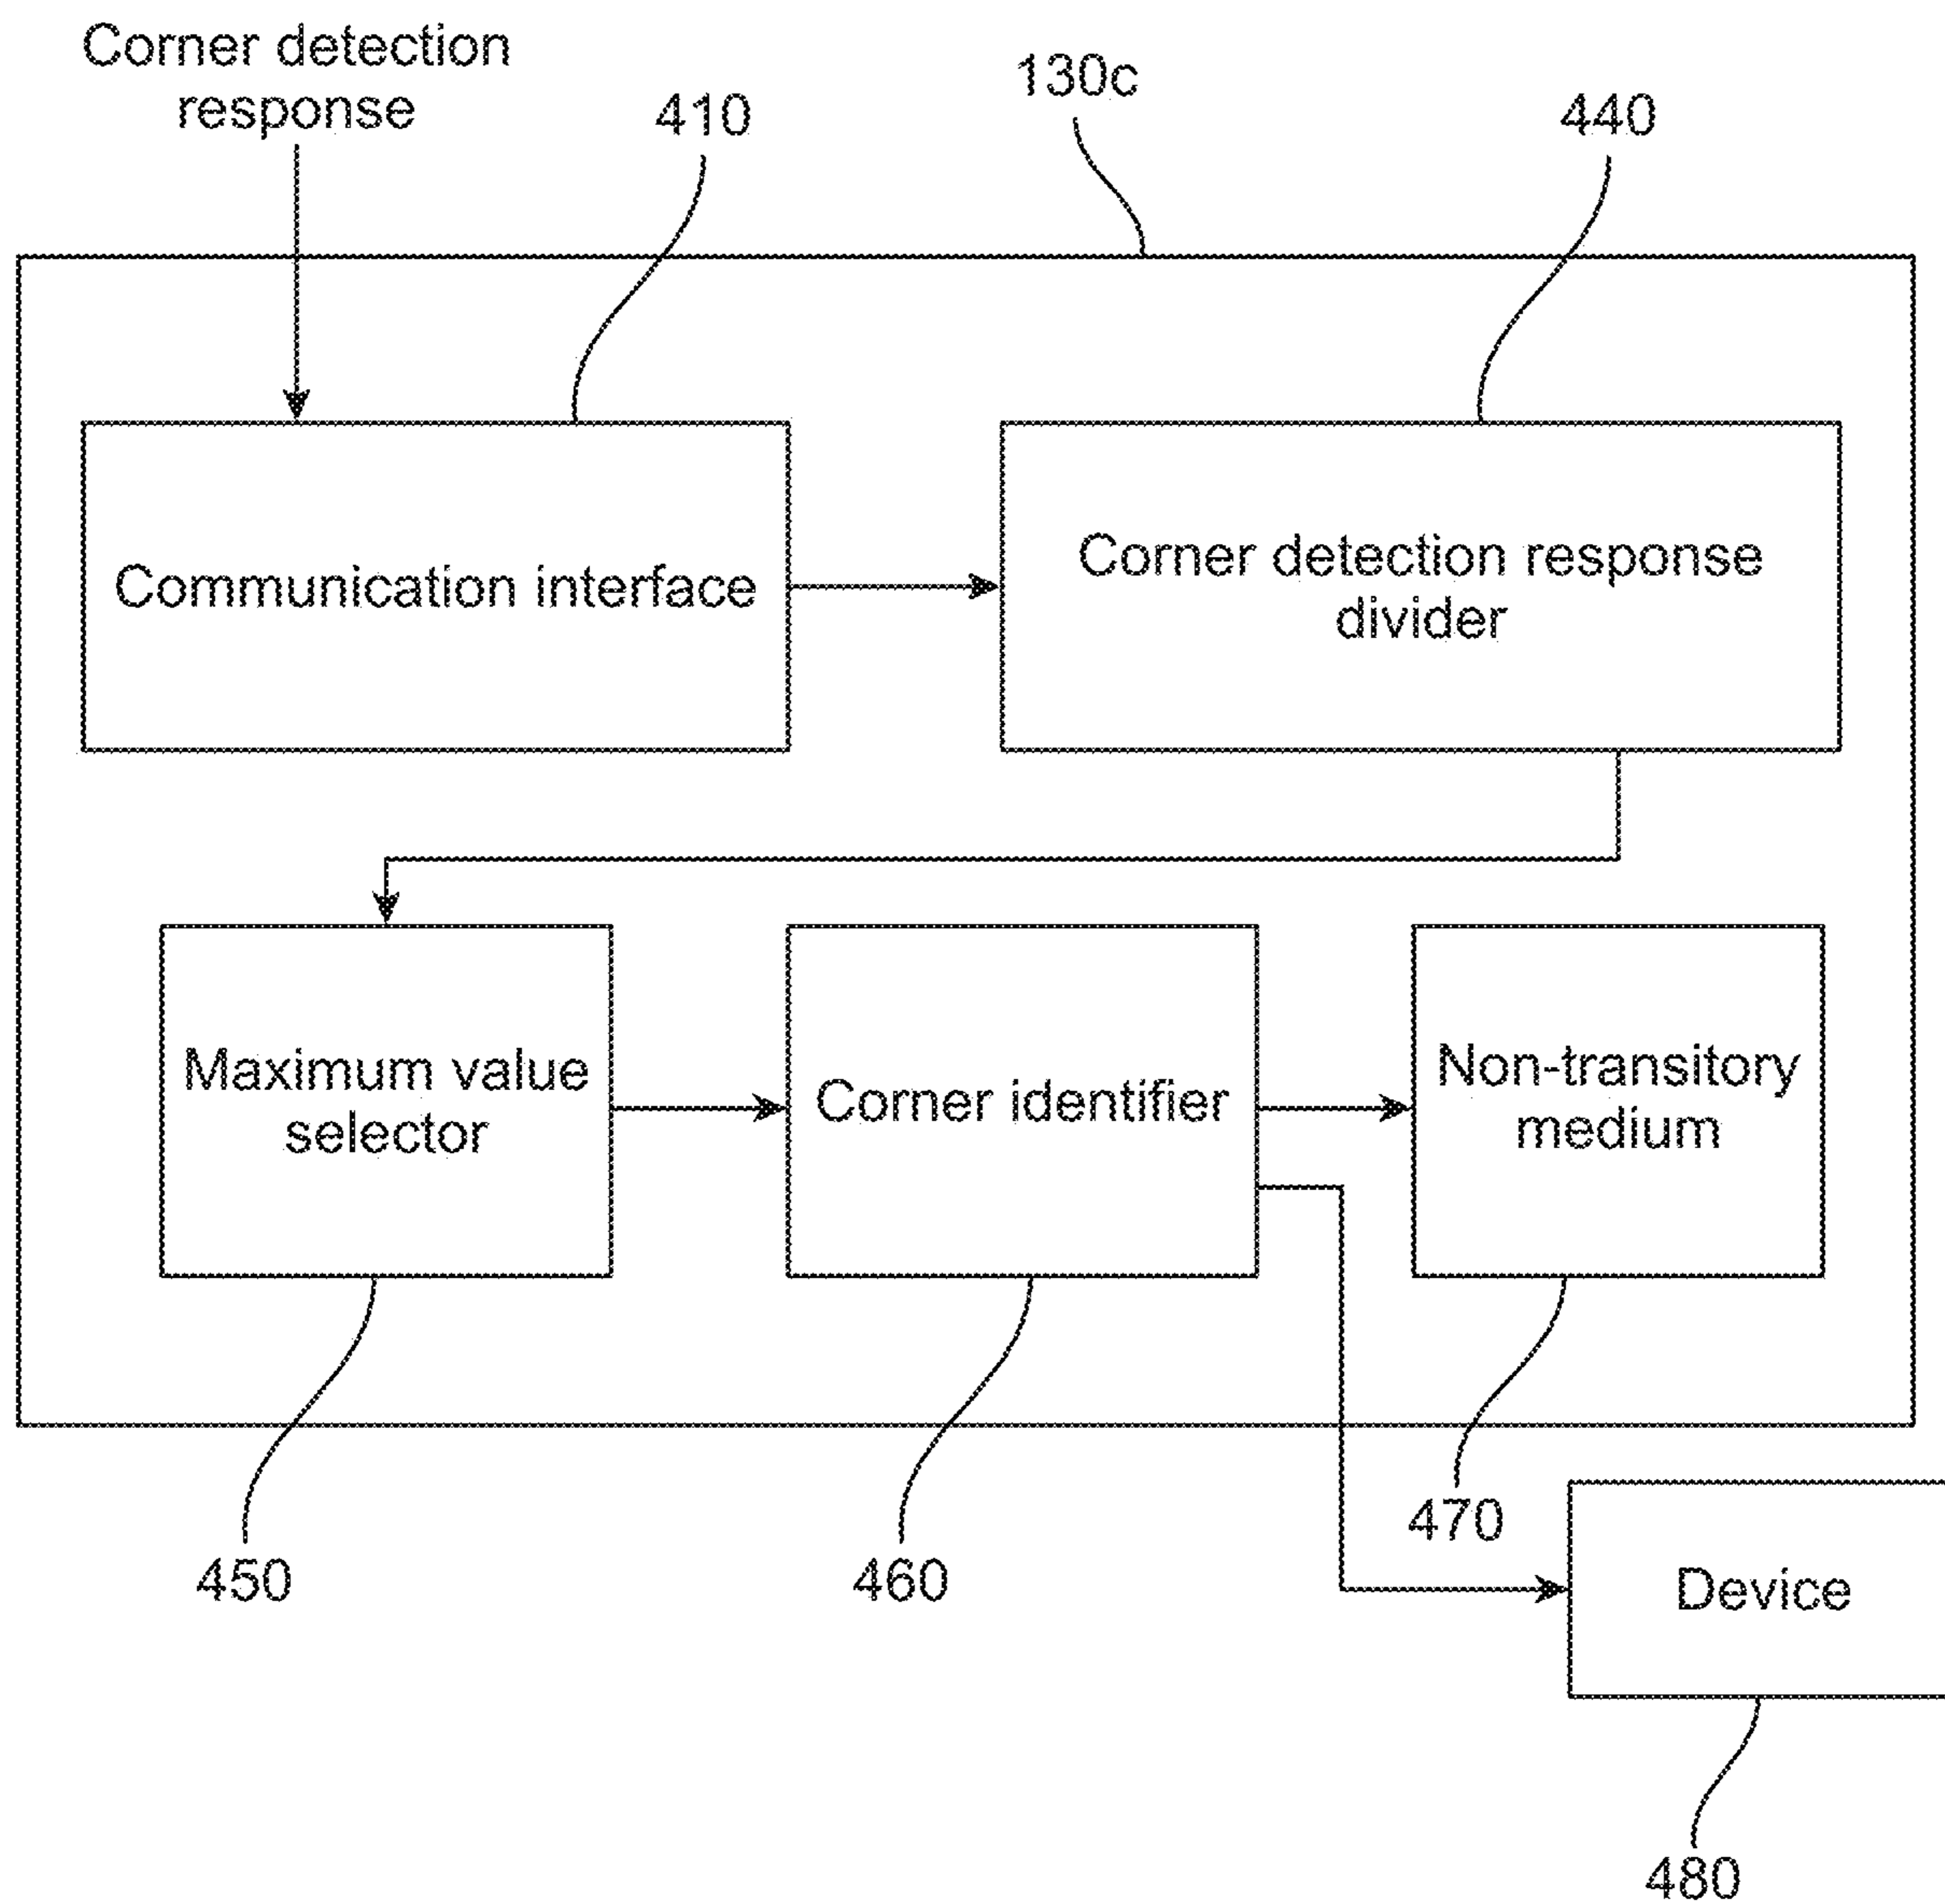 Corner detection
response
410
130c
440
Communication interface
Corner detection response
divider
Maximum value
selector
Corner identifier
Non-transitory
medium
450
460
470
Device
480